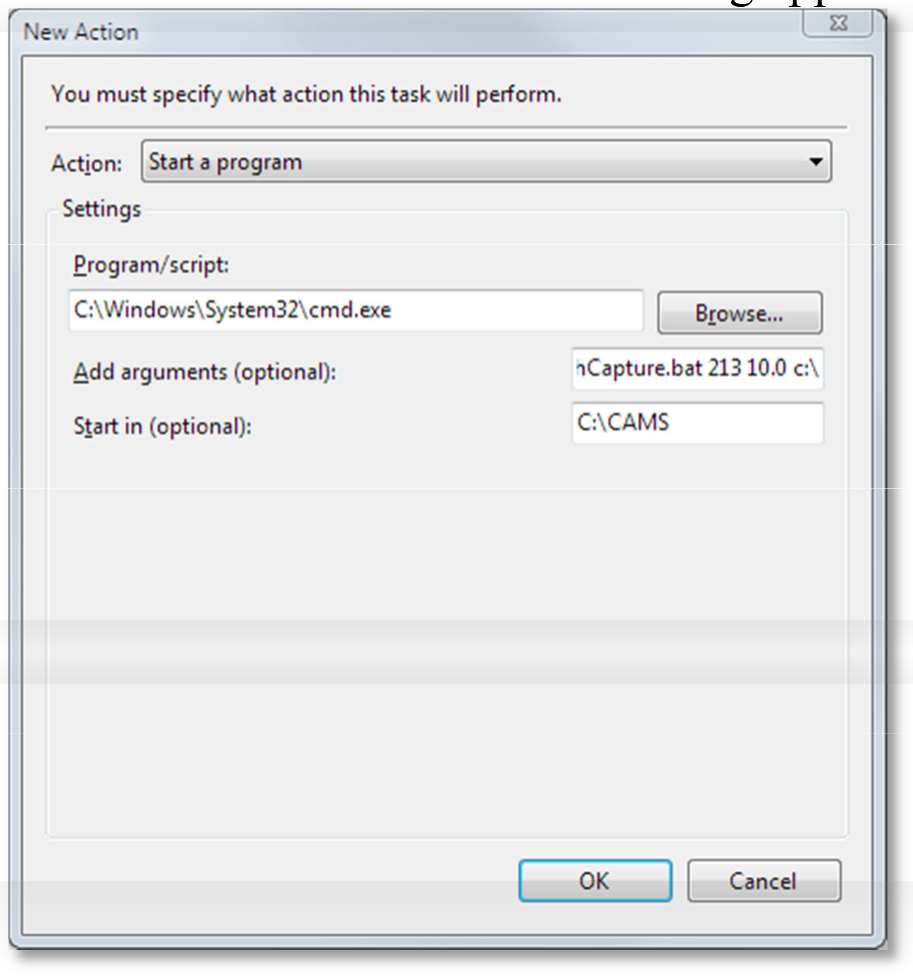 New Action
You must specify what action this task will perform.
Action: Start a program
Settings
Program/script:
C:\Windows\System32\cmd.exe Browse...
Add arguments (optional): hCapture.bat 213 10.0 c:\
Start in (optional): C:\CAMS
OK Cancel